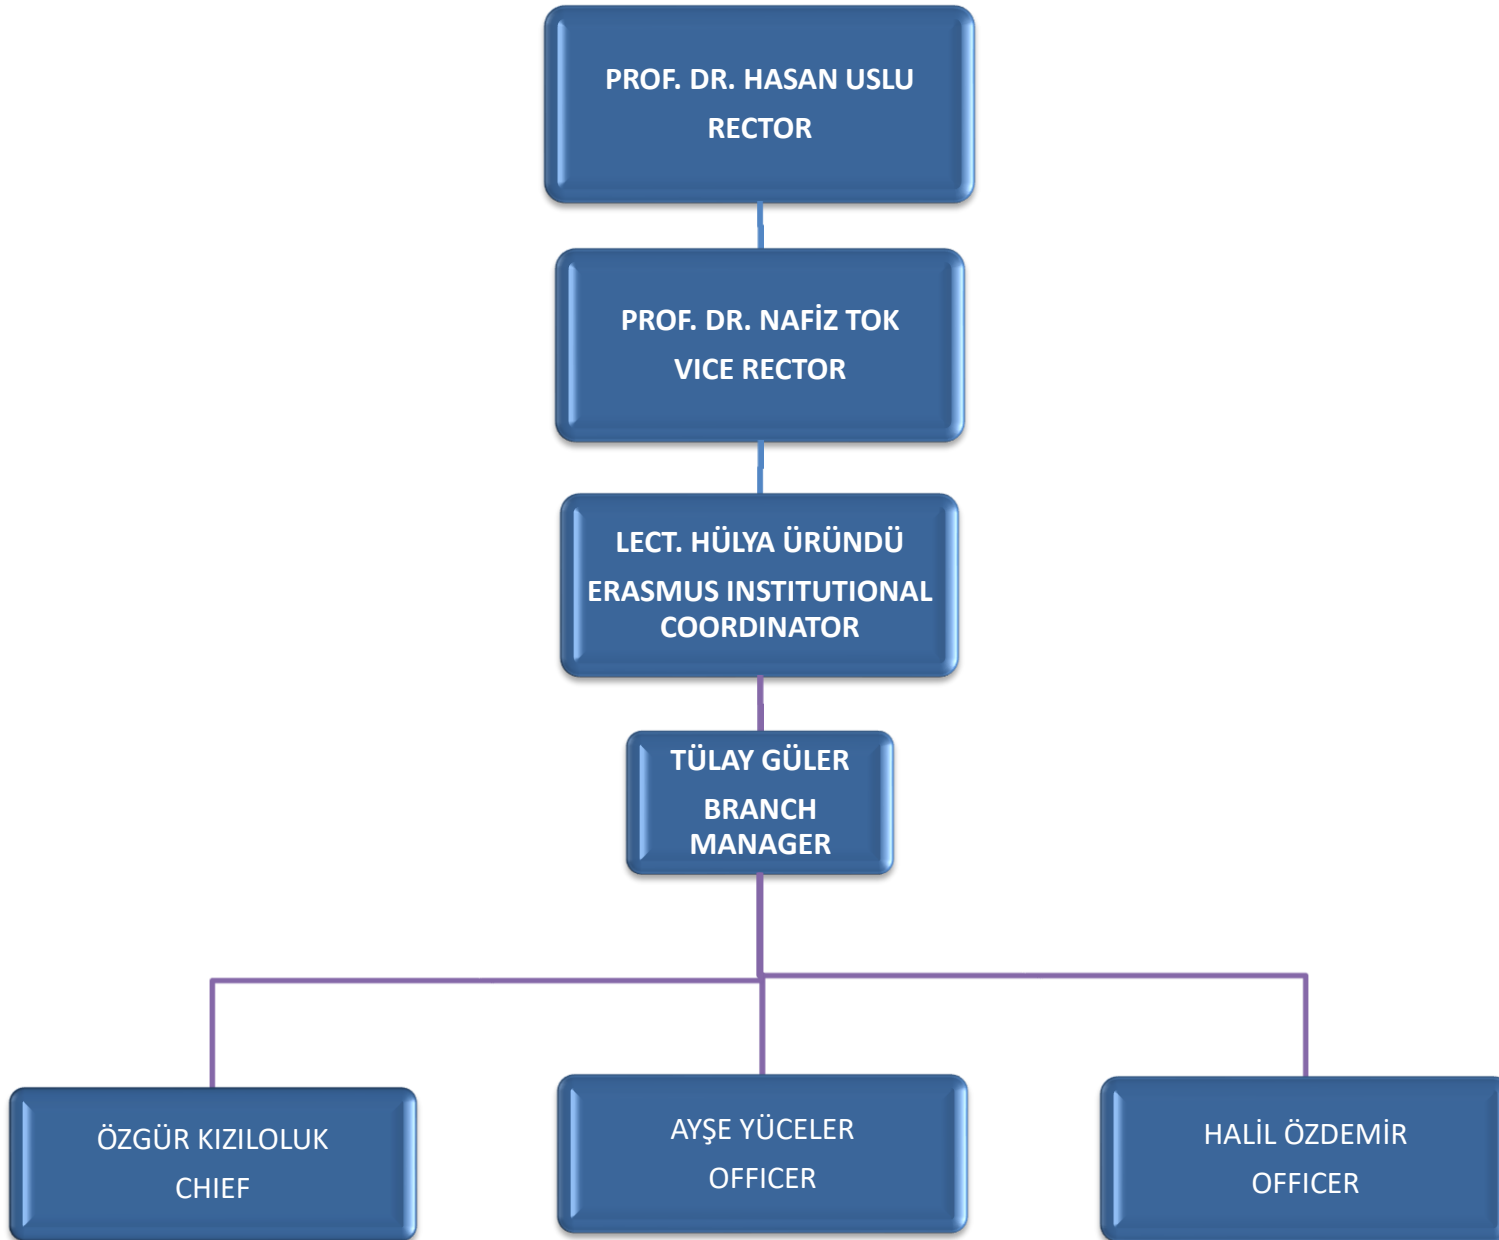 PROF. DR. HASAN USLU
RECTOR
PROF. DR. NAFİZ TOK
VICE RECTOR
LECT. HÜLYA ÜRÜNDÜ
ERASMUS INSTITUTIONAL
COORDINATOR
TÜLAY GÜLER
BRANCH
MANAGER
ÖZGÜR KIZILOLUK
CHIEF
AYŞE YÜCELER
OFFICER
HALİL ÖZDEMİR
OFFICER